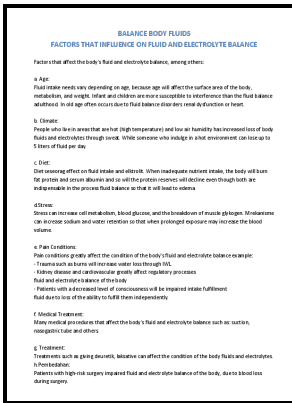 BALANCE BODY FLUIDS
FACTORS THAT INFLUENCE ON FLUID AND ELECTROLYTE BALANCE
Factors that affect the body's fluid and electrolyte balance, among others:
a. Age:
Fluid intake needs vary depending on age, because age will affect the surface area of the body,
metabolism, and weight. Infant and children are more susceptible to interference than the fluid balance
adulthood. In old age often occurs due to fluid balance disorders renal dysfunction or heart.
b. Climate:
People who live in areas that are hot (high temperature) and low air humidity has increased loss of body
fluids and electrolytes through sweat. While someone who indulge in a hot environment can lose up to
5 liters of fluid per day.
c. Diet:
Diet seseorag effect on fluid intake and elktrolit. When inadequate nutrient intake, the body will burn
fat protein and serum albumin and so will the protein reserves will decline even though both are
indispensable in the process fluid balance so that it will lead to edema
d.Stress:
Stress can increase cell metabolism, blood glucose, and the breakdown of muscle glykogen. Mrekanisme
can increase sodium and water retention so that when prolonged exposure may increase the blood
volume.
e. Pain Conditions:
Pain conditions greatly affect the condition of the body's fluid and electrolyte balance example:
- Trauma such as burns will increase water loss through IWL
- Kidney disease and cardiovascular greatly affect regulatory processes
fluid and electrolyte balance of the body
- Patients with a decreased level of consciousness will be impaired intake fulfillment
fluid due to loss of the ability to fulfill them independently.
f. Medical Treatment:
Many medical procedures that affect the body's fluid and electrolyte balance such as: suction,
nasogastric tube and others
g. Treatment:
Treatments such as giving deuretik, laksative can affect the condition of the body fluids and electrolytes.
h.Pembedahan:
Patients with high-risk surgery impaired fluid and electrolyte balance of the body, due to blood loss
during surgery.